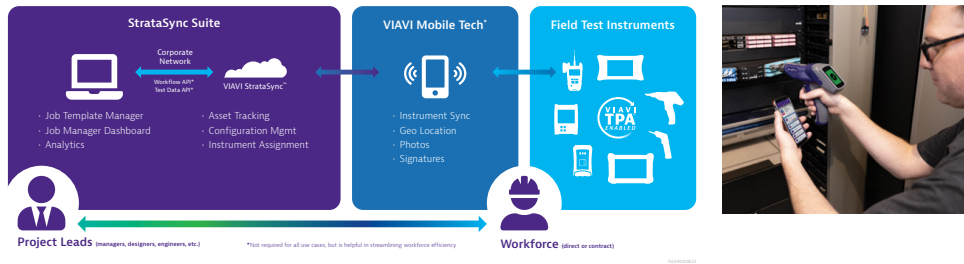 StrataSync Suite
Corporate
Network
Workflow API*
Test Data API*
VIAVI StrataSync™
· Job Template Manager
· Job Manager Dashboard
· Analytics
· Asset Tracking
· Configuration Mgmt
· Instrument Assignment
VIAVI Mobile Tech*
· Instrument Sync
· Geo Location
· Photos
· Signatures
Field Test Instruments
VIAVI
TPA
ENABLED
Project Leads (managers, designers, engineers, etc.)
*Not required for all use cases, but is helpful in streamlining workforce efficiency
Workforce (direct or contract)